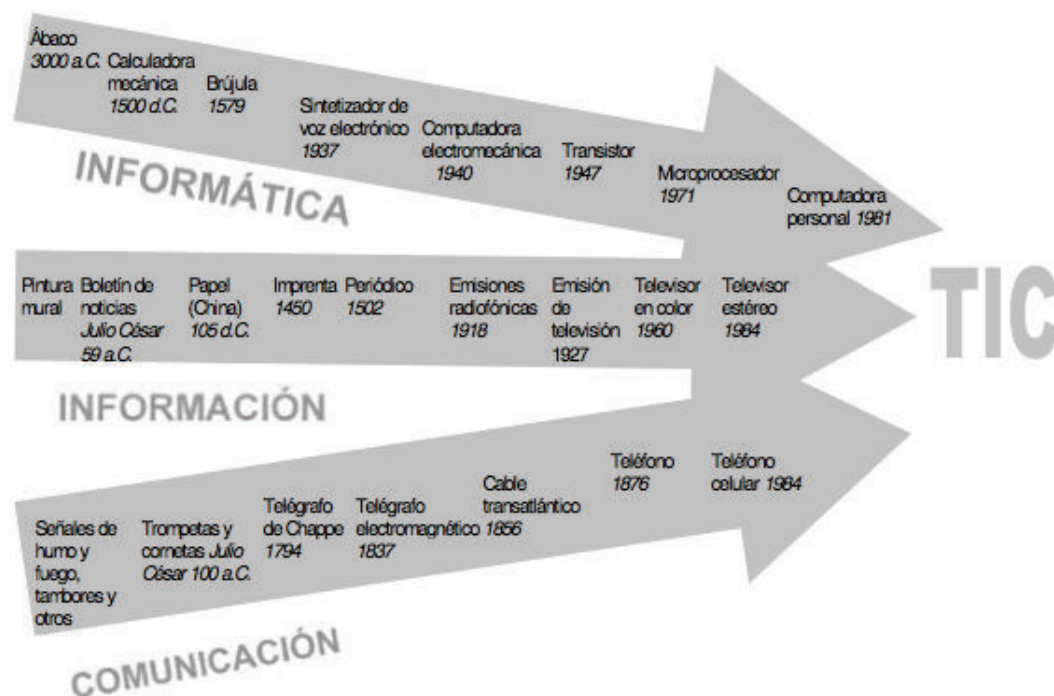 Ábaco
3000 a.C.
Calculadora
mecánica
1500 d.C.
Brújula
1579
Sintetizador de
voz electrónico
1937
Computadora
electromecánica
1940
Transistor
1947
Microprocesador
1971
Computadora
personal 1981
INFORMÁTICA
Pintura
mural
Boletín de
noticias
Julio César
59 a.C.
Papel
(China)
105 d.C.
Imprenta
1450
Periódico
1502
Emisiones
radiofónicas
1918
Emisión
de
televisión
1927
Televisor
en color
1960
Televisor
estéreo
1984
TIC
INFORMACIÓN
Señales de
humo y
fuego,
tambores y
otros
Trompetas y
cornetas Julio
César 100 a.C.
Telégrafo
de Chappe
1794
Telégrafo
electromagnético
1837
Cable
transatlántico
1856
Teléfono
1876
Teléfono
celular 1984
COMUNICACIÓN